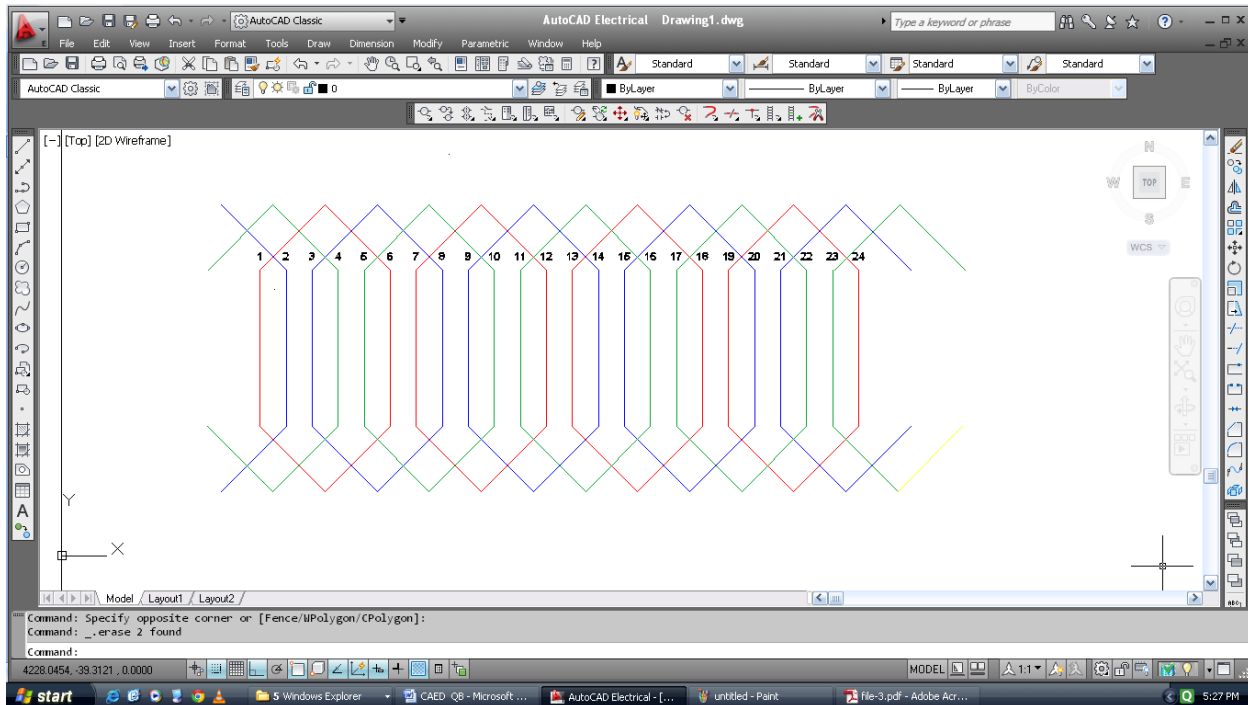 AutoCAD Classic
AutoCAD Electrical Drawing1.dwg
Type a keyword or phrase
E
File Edit View Insert Format Tools Draw Dimension Modify Parametric Window Help
Standard Standard Standard Standard
AutoCAD Classic 0 ByLayer ByLayer ByLayer ByColor
[−] [Top] [2D Wireframe]
N
W TOP E
S
WCS
1 2 3 4 5 6 7 8 9 10 11 12 13 14 15 16 17 18 19 20 21 22 23 24
Y
X
A
Model Layout1 Layout2
ABC
Command: Specify opposite corner or [Fence/WPolygon/CPolygon]:
Command: _.erase 2 found
Command:
4228.0454, -39.3121 , 0.0000 MODEL 1:1
start 5 Windows Explorer CAED QB - Microsoft ... AutoCAD Electrical - [... untitled - Paint file-3.pdf - Adobe Acr... Q 5:27 PM